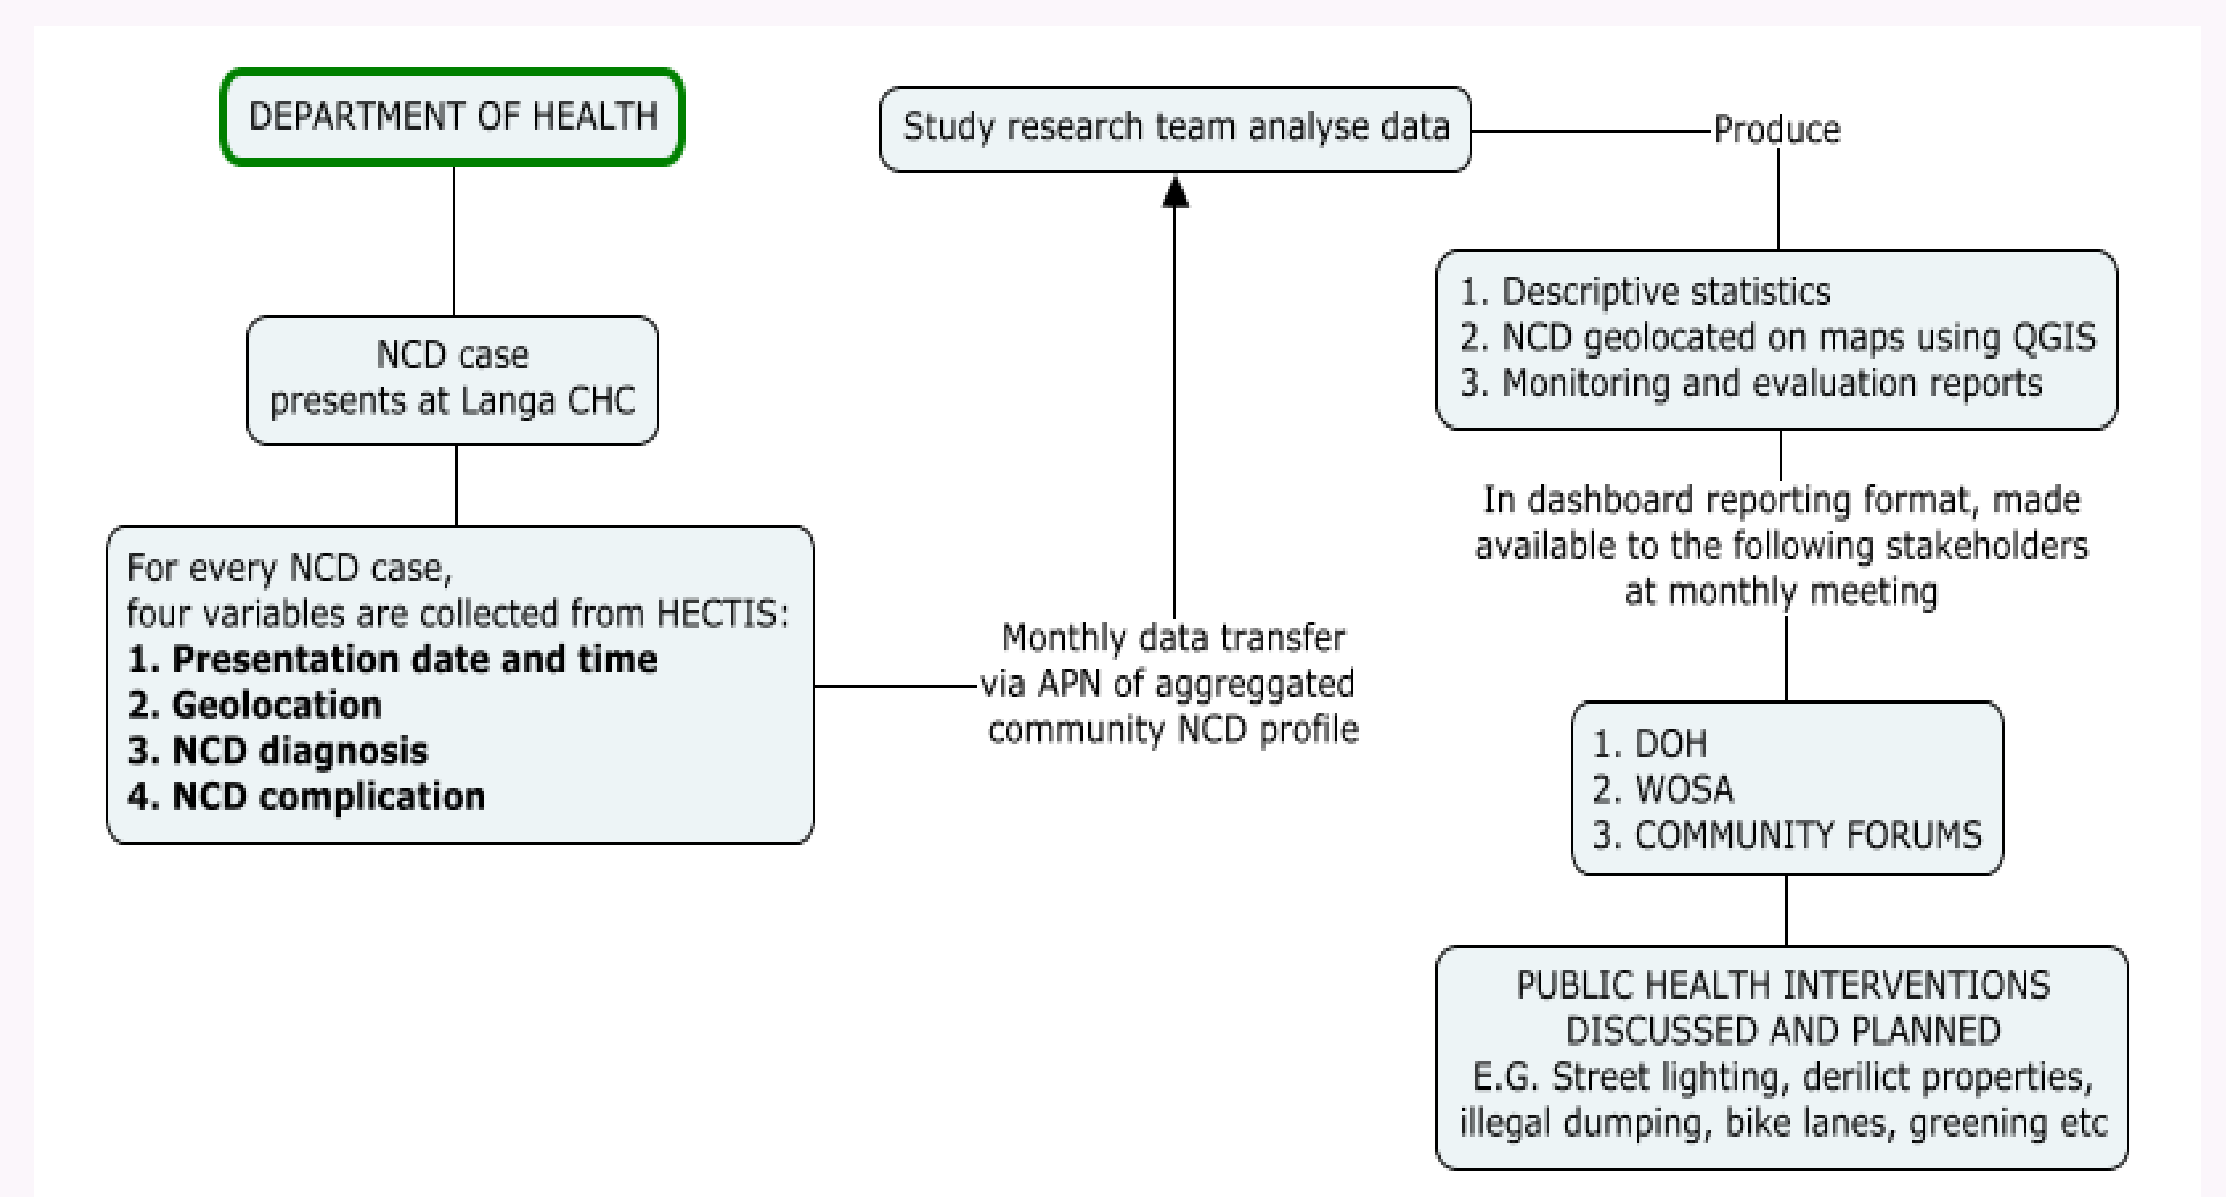 DEPARTMENT OF HEALTH
NCD case
presents at Langa CHC
For every NCD case,
four variables are collected from HECTIS:
1. Presentation date and time
2. Geolocation
3. NCD diagnosis
4. NCD complication
Monthly data transfer
via APN of aggreggated
community NCD profile
Study research team analyse data
Produce
1. Descriptive statistics
2. NCD geolocated on maps using QGIS
3. Monitoring and evaluation reports
In dashboard reporting format, made
available to the following stakeholders
at monthly meeting
1. DOH
2. WOSA
3. COMMUNITY FORUMS
PUBLIC HEALTH INTERVENTIONS
DISCUSSED AND PLANNED
E.G. Street lighting, derilict properties,
illegal dumping, bike lanes, greening etc